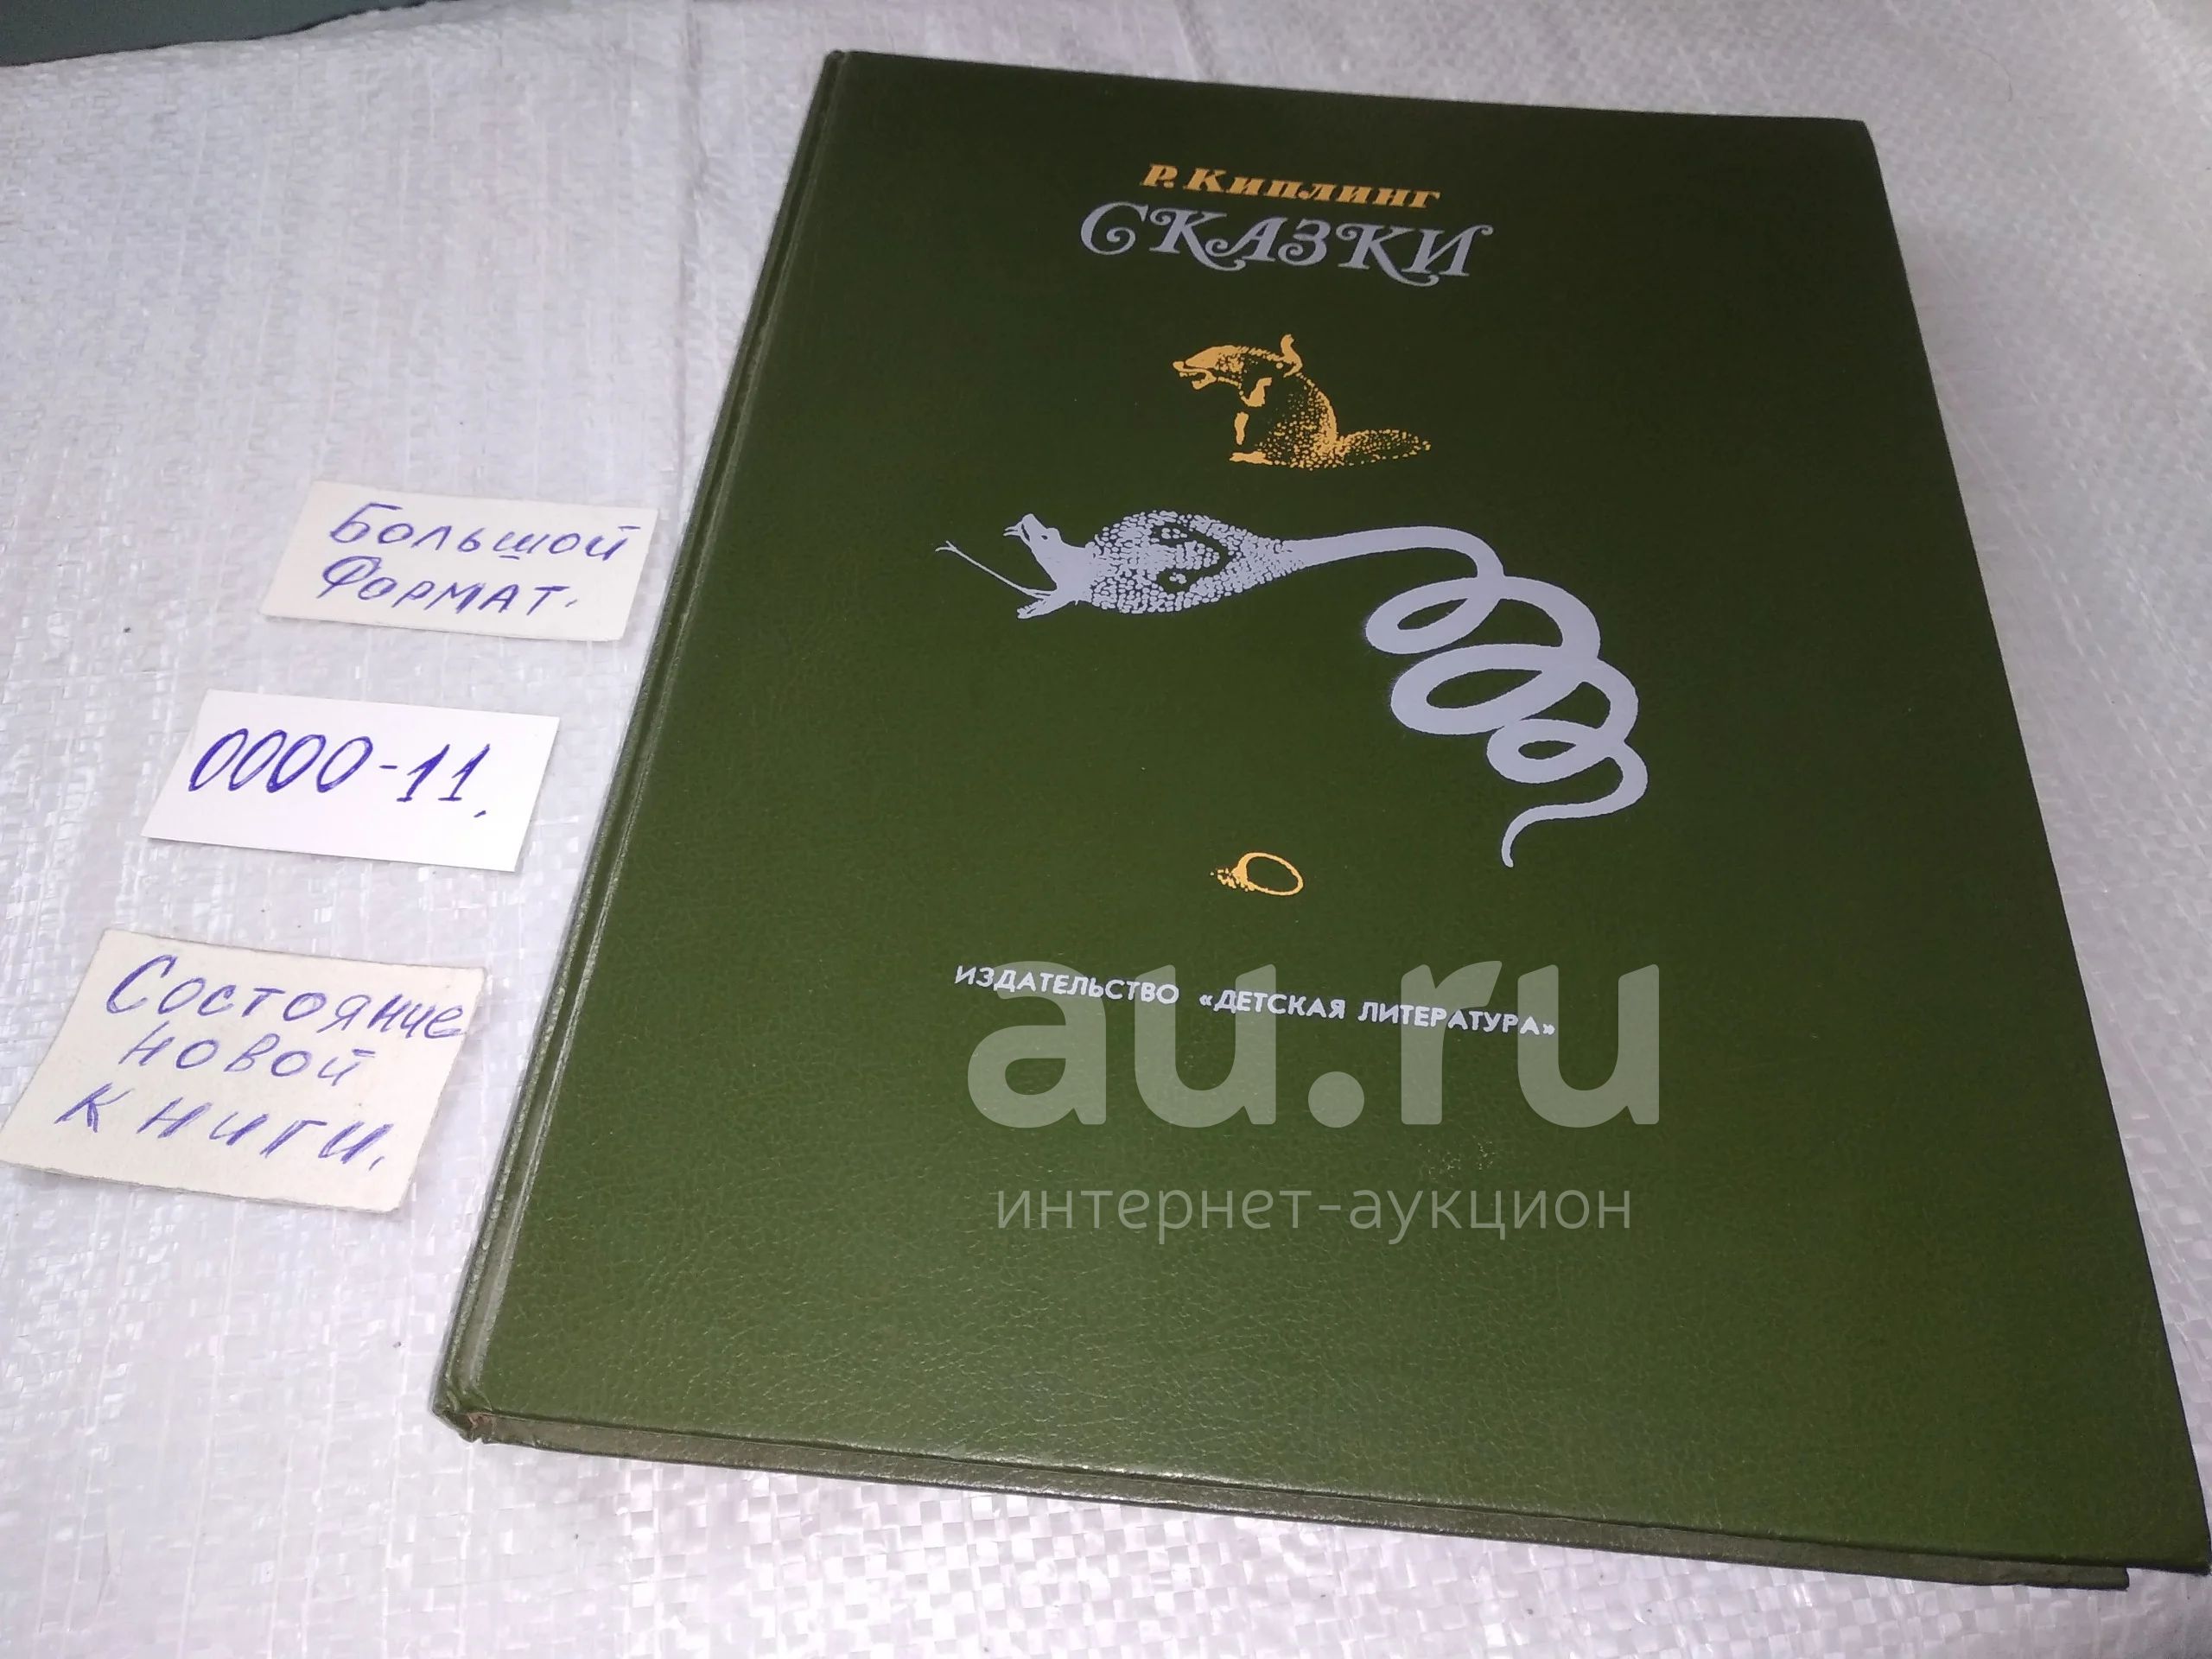 Р. Киплинг
СКАЗКИ
ИЗДАТЕЛЬСТВО «ДЕТСКАЯ ЛИТЕРАТУРА»
Большой
Формат.
0000-11.
Состояние
новой
книги.
au.ru
интернет-аукцион